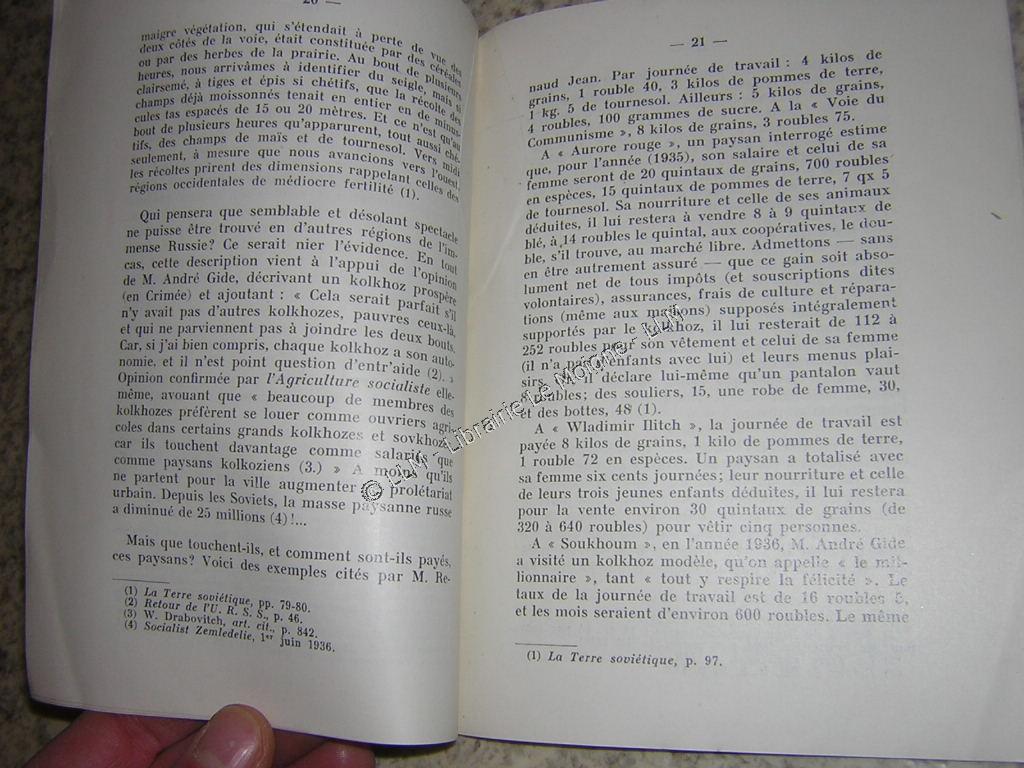 20 —
maigre végétation, qui s'étendait à perte de vue des
deux côtés de la voie, était constituée par des céréales
ou par des herbes de la prairie. Au bout de plusieurs
heures, nous arrivâmes à identifier du seigle, mais si
clairsemé, à tiges et épis si chétifs, que la récolte des
champs déjà moissonnés tenait en entier en de minus-
cules tas espacés de 15 ou 20 mètres. Et ce n'est qu'au
bout de plusieurs heures qu'apparurent, tout aussi ché-
tifs, des champs de maïs et de tournesol. Vers midi
seulement, à mesure que nous avancions vers l'ouest,
les récoltes prirent des dimensions rappelant celles des
régions occidentales de médiocre fertilité (1).
Qui pensera que semblable et désolant spectacle
ne puisse être trouvé en d'autres régions de l'im-
mense Russie? Ce serait nier l'évidence. En tout
cas, cette description vient à l'appui de l'opinion
de M. André Gide, décrivant un kolkhoz prospère
(en Crimée) et ajoutant : « Cela serait parfait s'il
n'y avait pas d'autres kolkhozes, pauvres ceux-là,
et qui ne parviennent pas à joindre les deux bouts.
Car, si j'ai bien compris, chaque kolkhoz a son auto-
nomie, et il n'est point question d'entr'aide (2). »
Opinion confirmée par l'Agriculture socialiste elle-
même, avouant que « beaucoup de membres des
kolkhozes préfèrent se louer comme ouvriers agri-
coles dans certains grands kolkhozes et sovkhoz,
car ils touchent davantage comme salariés que
comme paysans kolkoziens (3.) » A moins qu'ils
ne partent pour la ville augmenter le prolétariat
urbain. Depuis les Soviets, la masse paysanne russe
a diminué de 25 millions (4) !...
Mais que touchent-ils, et comment sont-ils payés,
ces paysans? Voici des exemples cités par M. Re-
(1) La Terre soviétique, pp. 79-80.
(2) Retour de l'U. R. S. S., p. 46.
(3) W. Drabovitch, art. cit., p. 842.
(4) Socialist Zemledelie, 1er juin 1936.
— 21 —
naud Jean. Par journée de travail : 4 kilos de
grains, 1 rouble 40, 3 kilos de pommes de terre,
1 kg. 5 de tournesol. Ailleurs : 5 kilos de grains,
4 roubles, 100 grammes de sucre. A la « Voie du
Communisme », 8 kilos de grains, 3 roubles 75.
A « Aurore rouge », un paysan interrogé estime
que, pour l'année (1935), son salaire et celui de sa
femme seront de 20 quintaux de grains, 700 roubles
en espèces, 15 quintaux de pommes de terre, 7 qx 5
de tournesol. Sa nourriture et celle de ses animaux
déduites, il lui restera à vendre 8 à 9 quintaux de
blé, à 14 roubles le quintal, aux coopératives, le dou-
ble, s'il trouve, au marché libre. Admettons — sans
en être autrement assuré — que ce gain soit abso-
lument net de tous impôts (et souscriptions dites
volontaires), assurances, frais de culture et répara-
tions (même aux maisons) supposés intégralement
supportés par le kolkhoz, il lui resterait de 112 à
252 roubles pour son vêtement et celui de sa femme
(il n'a pas d'enfants avec lui) et leurs menus plai-
sirs. il déclare lui-même qu'un pantalon vaut
roubles; des souliers, 15, une robe de femme, 30,
et des bottes, 48 (1).
A « Wladimir Ilitch », la journée de travail est
payée 8 kilos de grains, 1 kilo de pommes de terre,
1 rouble 72 en espèces. Un paysan a totalisé avec
sa femme six cents journées; leur nourriture et celle
de leurs trois jeunes enfants déduites, il lui restera
pour la vente environ 30 quintaux de grains (de
320 à 640 roubles) pour vêtir cinq personnes.
A « Soukhoum », en l'année 1936, M. André Gide
a visité un kolkhoz modèle, qu'on appelle « le mil-
lionnaire », tant « tout y respire la félicité ». Le
taux de la journée de travail est de 16 roubles 5,
et les mois seraient d'environ 600 roubles. Le même
(1) La Terre soviétique, p. 97.
© LLM - Librairie Le Moigne - LLM